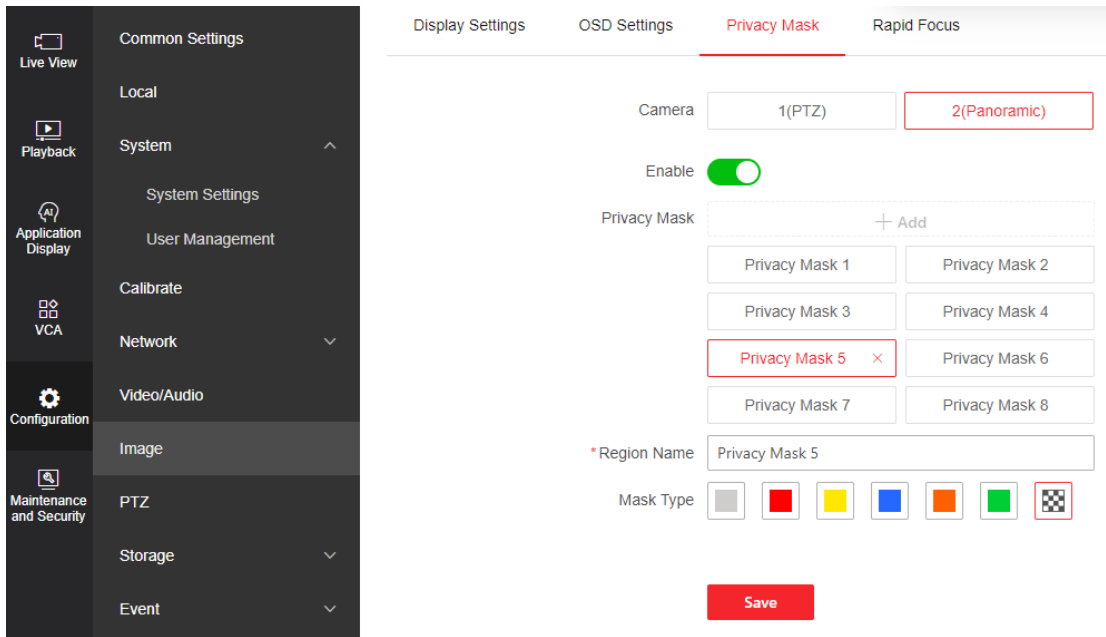 Live View
Playback
AI
Application
Display
VCA
Configuration
Maintenance
and Security
Common Settings
Local
System
System Settings
User Management
Calibrate
Network
Video/Audio
Image
PTZ
Storage
Event
Display Settings OSD Settings Privacy Mask Rapid Focus
Camera 1(PTZ) 2(Panoramic)
Enable
Privacy Mask + Add
Privacy Mask 1 Privacy Mask 2
Privacy Mask 3 Privacy Mask 4
Privacy Mask 5 × Privacy Mask 6
Privacy Mask 7 Privacy Mask 8
*Region Name Privacy Mask 5
Mask Type
Save